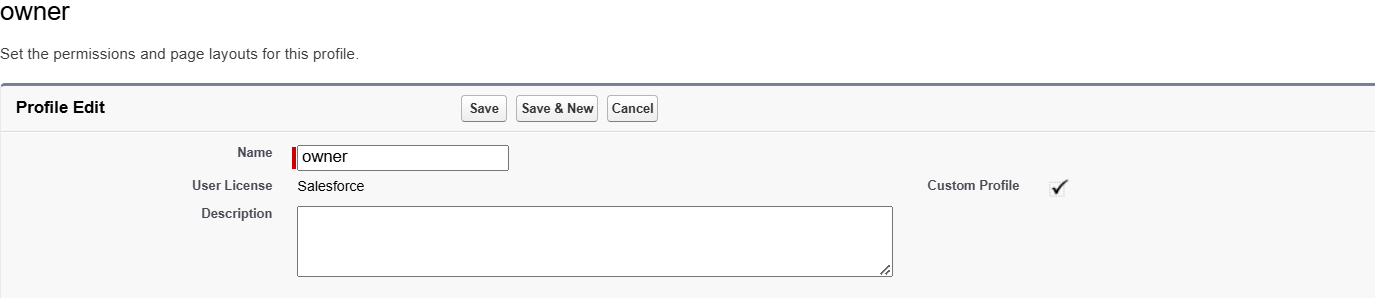 owner
Set the permissions and page layouts for this profile.
Profile Edit Save Save & New Cancel
Name owner
User License Salesforce Custom Profile
Description